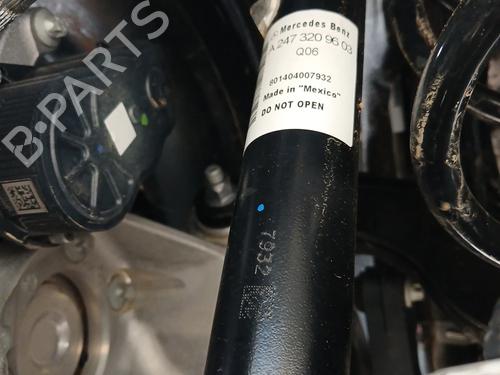 Mercedes Benz
A 247 320 96 03
Q06
801404007932
Made in "Mexico"
DO NOT OPEN
7932
B-PARTS